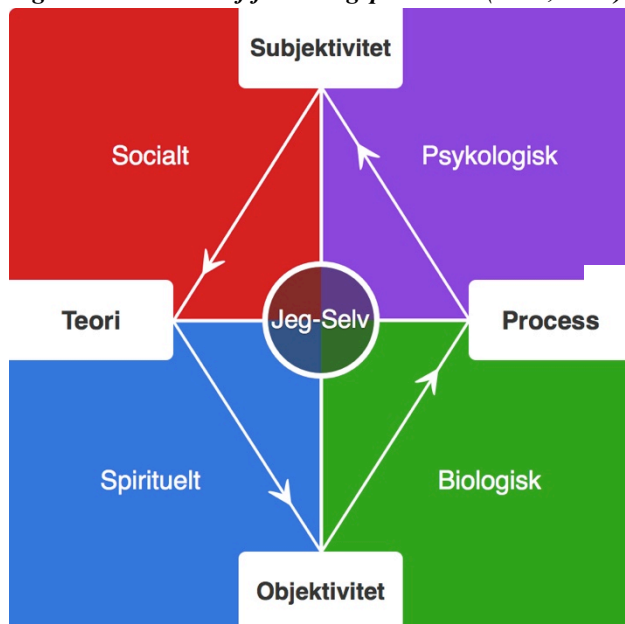 Subjektivitet
Socialt
Psykologisk
Teori
Jeg-Selv
Process
Spirituelt
Biologisk
Objektivitet